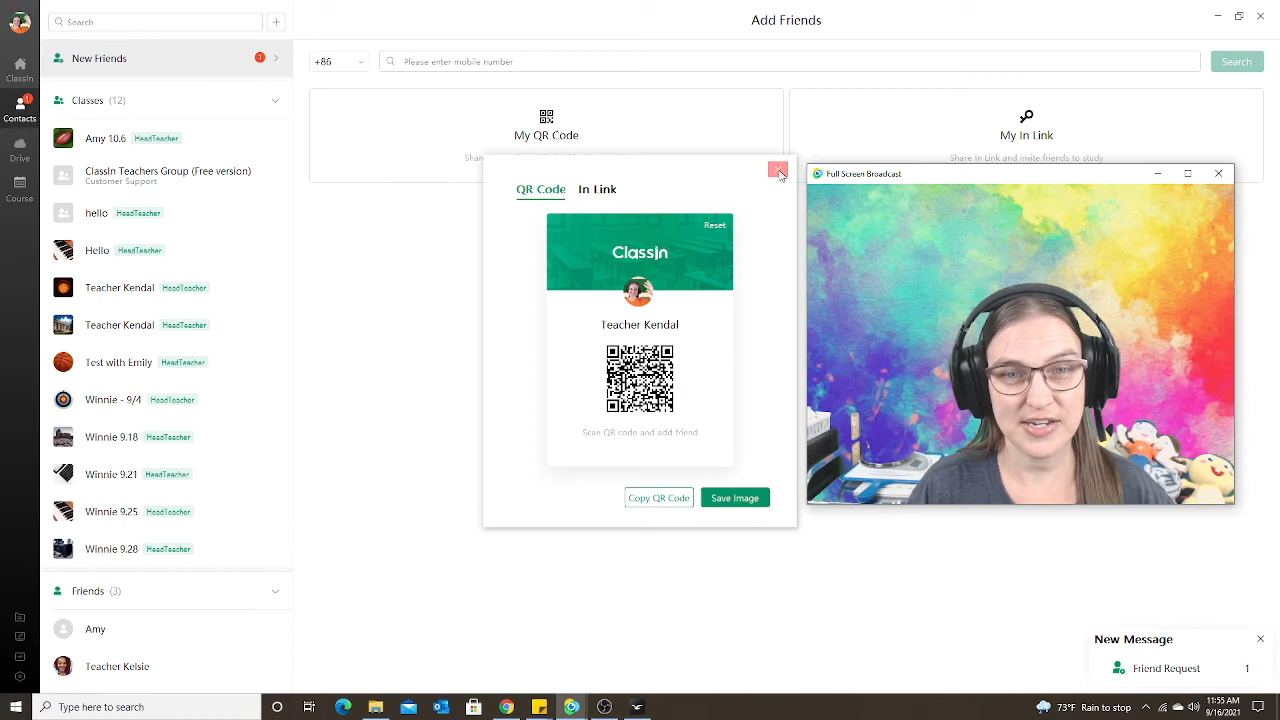 Search
+
Add Friends
New Friends
+86
Please enter mobile number
Search
ClassIn
Classes (12)
Contacts
1
My QR Code
My In Link
Amy 10.6 HeadTeacher
Share In Link and invite friends to study
Drive
ClassIn Teachers Group (Free version)
Customer Support
QR Code
In Link
Full Screen Broadcast
Course
hello HeadTeacher
Reset
Hello HeadTeacher
ClassIn
Teacher Kendal HeadTeacher
Teacher Kendal HeadTeacher
Teacher Kendal
Test with Emily HeadTeacher
Winnie - 9/4 HeadTeacher
Winnie 9.18 HeadTeacher
Scan QR code and add friend
Winnie 9.21 HeadTeacher
Copy QR Code
Save Image
Winnie 9.25 HeadTeacher
Winnie 9.28 HeadTeacher
Friends (3)
Amy
New Message
Teacher Kelsie
Friend Request 1
Type here to search
73°F Rain to stop
11:55 AM
9/16/2021